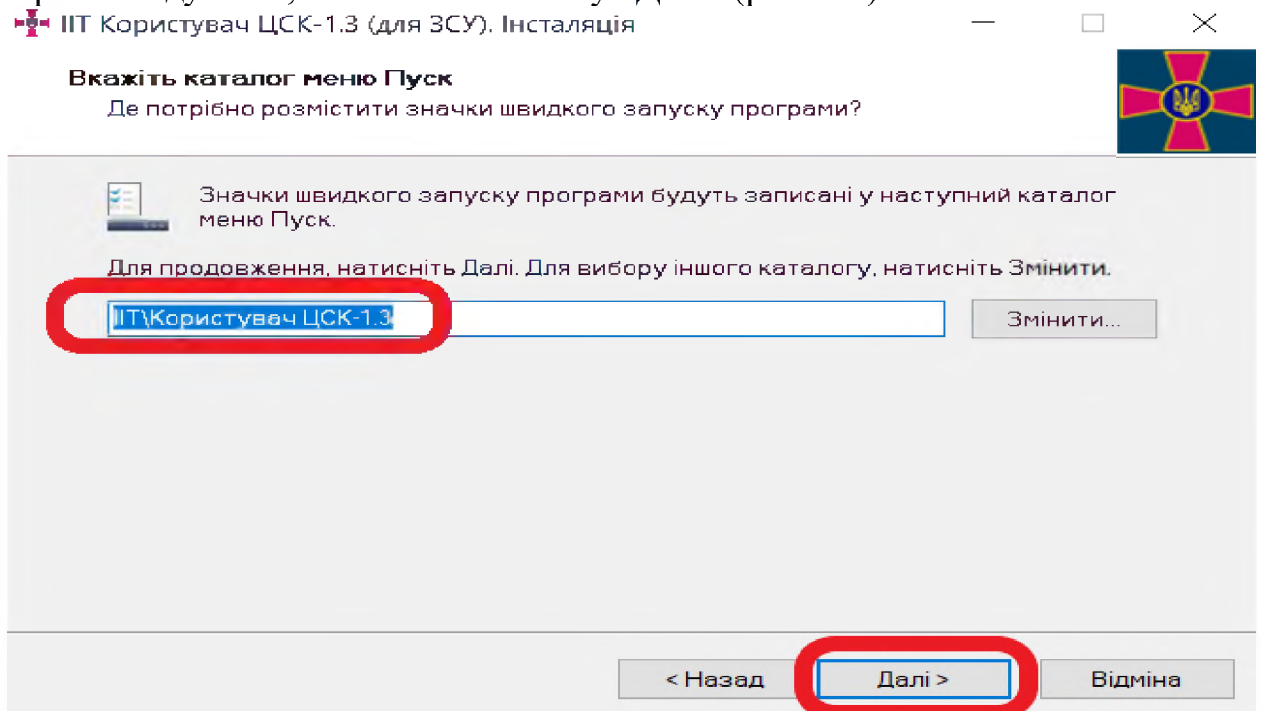 ІІТ Користувач ЦСК-1.3 (для ЗСУ). Інсталяція
Вкажіть каталог меню Пуск
Де потрібно розмістити значки швидкого запуску програми?
Значки швидкого запуску програми будуть записані у наступний каталог
меню Пуск.
Для продовження, натисніть Далі. Для вибору іншого каталогу, натисніть Змінити.
ІІТ\Користувач ЦСК-1.3
Змінити...
< Назад
Далі >
Відміна